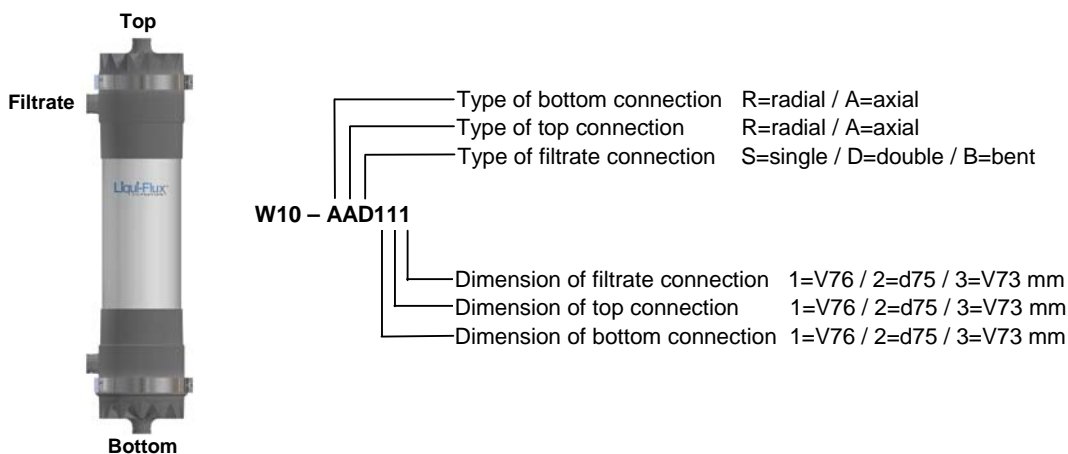 Top
Filtrate
Liqui-Flux
Bottom
Type of bottom connection R=radial / A=axial
Type of top connection R=radial / A=axial
Type of filtrate connection S=single / D=double / B=bent
W10 – AAD111
Dimension of filtrate connection 1=V76 / 2=d75 / 3=V73 mm
Dimension of top connection 1=V76 / 2=d75 / 3=V73 mm
Dimension of bottom connection 1=V76 / 2=d75 / 3=V73 mm